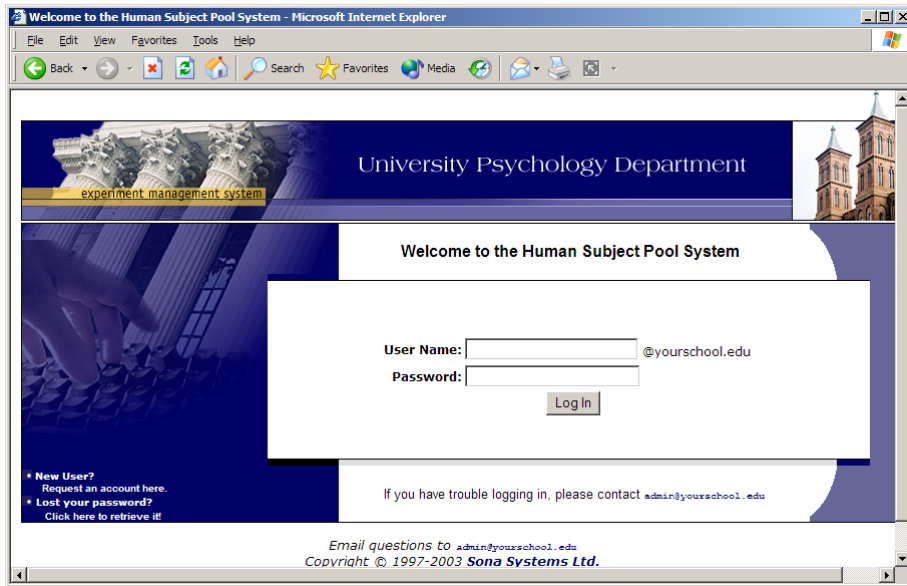 Welcome to the Human Subject Pool System - Microsoft Internet Explorer
File Edit View Favorites Tools Help
Back Search Favorites Media
University Psychology Department
experiment management system
Welcome to the Human Subject Pool System
User Name: @yourschool.edu
Password:
Log In
New User?
Request an account here.
Lost your password?
Click here to retrieve it!
If you have trouble logging in, please contact admin@yourschool.edu
Email questions to admin@yourschool.edu
Copyright © 1997-2003 Sona Systems Ltd.